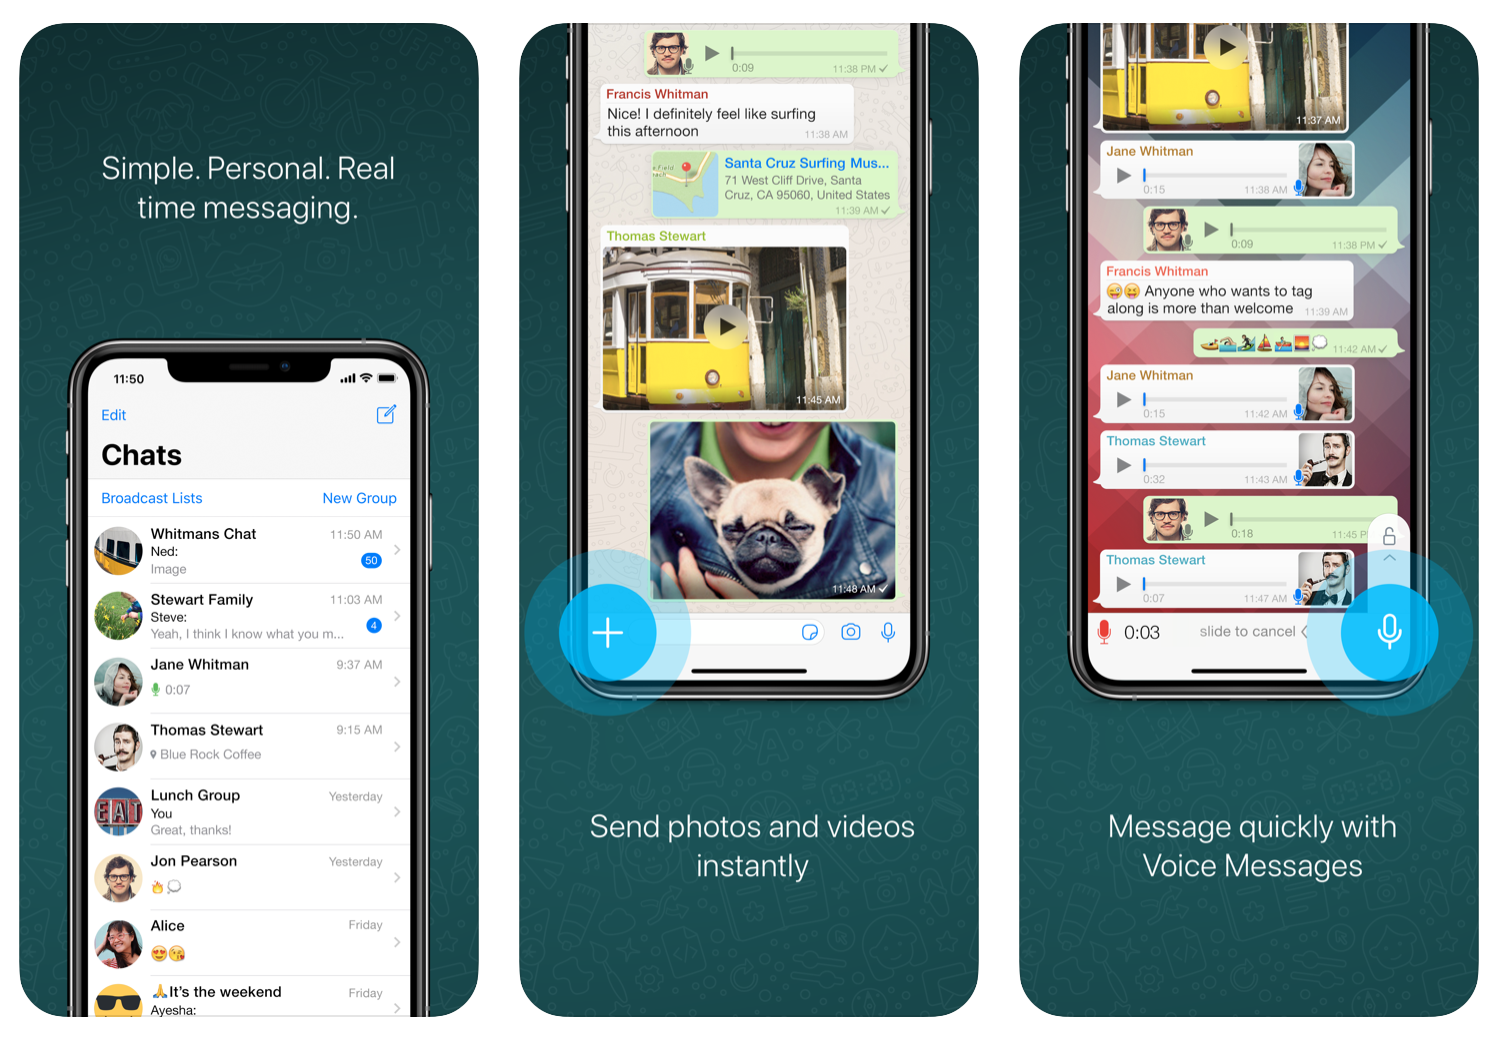 Simple. Personal. Real
time messaging.
11:50
Edit
Chats
Broadcast Lists
New Group
Whitmans Chat
11:50 AM
Ned:
50
Image
Stewart Family
11:03 AM
Steve:
4
Yeah, I think I know what you m...
Jane Whitman
9:37 AM
0:07
Thomas Stewart
9:15 AM
Blue Rock Coffee
Lunch Group
Yesterday
You
Great, thanks!
EAT
Jon Pearson
Yesterday
🔥💭
Alice
Friday
😍😘
🙏It's the weekend
Friday
Ayesha:
0:09
11:38 PM
Francis Whitman
Nice! I definitely feel like surfing
this afternoon
11:38 AM
Santa Cruz Surfing Mus...
71 West Cliff Drive, Santa
Cruz, CA 95060, United States
11:39 AM
Thomas Stewart
11:45 AM
11:48 AM
Send photos and videos
instantly
11:37 AM
Jane Whitman
0:15
11:38 AM
0:09
11:38 PM
Francis Whitman
😜😝 Anyone who wants to tag
along is more than welcome
11:39 AM
11:42 AM
Jane Whitman
0:15
11:42 AM
Thomas Stewart
0:32
11:43 AM
0:18
11:45 P
Thomas Stewart
0:07
11:47 AM
0:03
slide to cancel
Message quickly with
Voice Messages